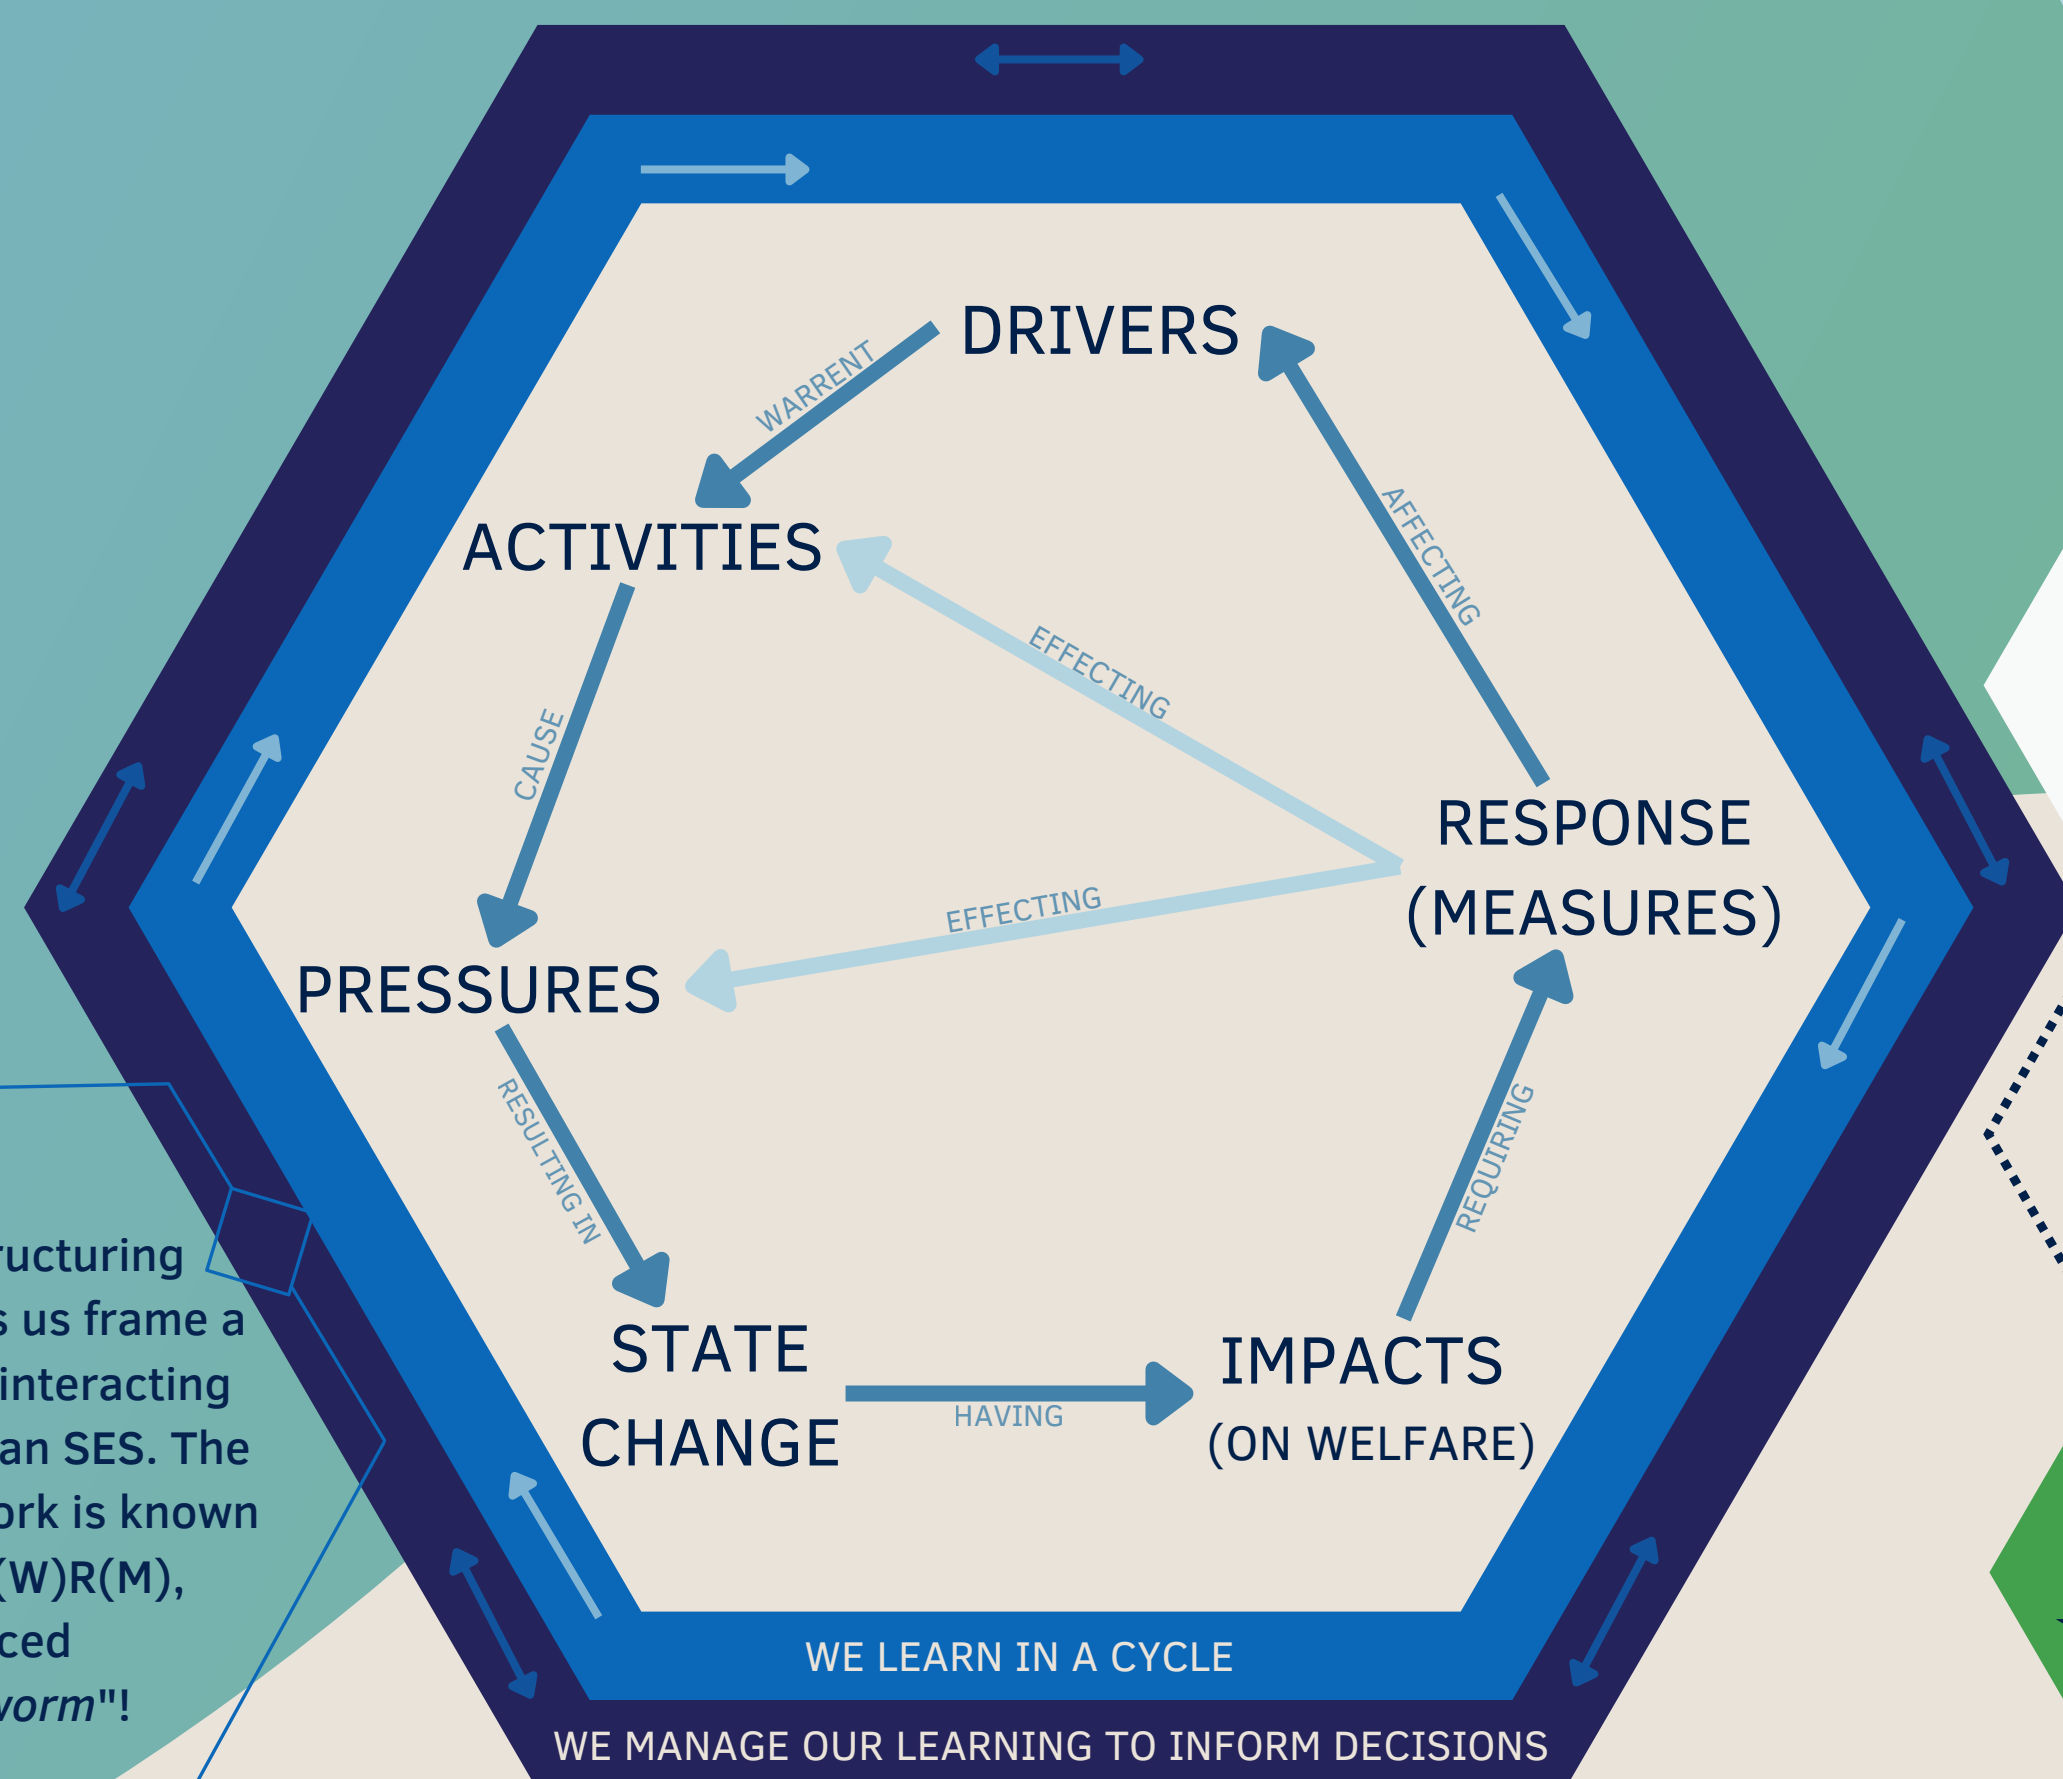 DRIVERS
WARRENT
ACTIVITIES
AFFECTING
EFFECTING
CAUSE
RESPONSE
(MEASURES)
EFFECTING
PRESSURES
RESULTING IN
REQUIRING
STATE
CHANGE
HAVING
IMPACTS
(ON WELFARE)
WE LEARN IN A CYCLE
WE MANAGE OUR LEARNING TO INFORM DECISIONS
ructuring
s us frame a
interacting
an SES. The
ork is known
(W)R(M),
ced
worm"!